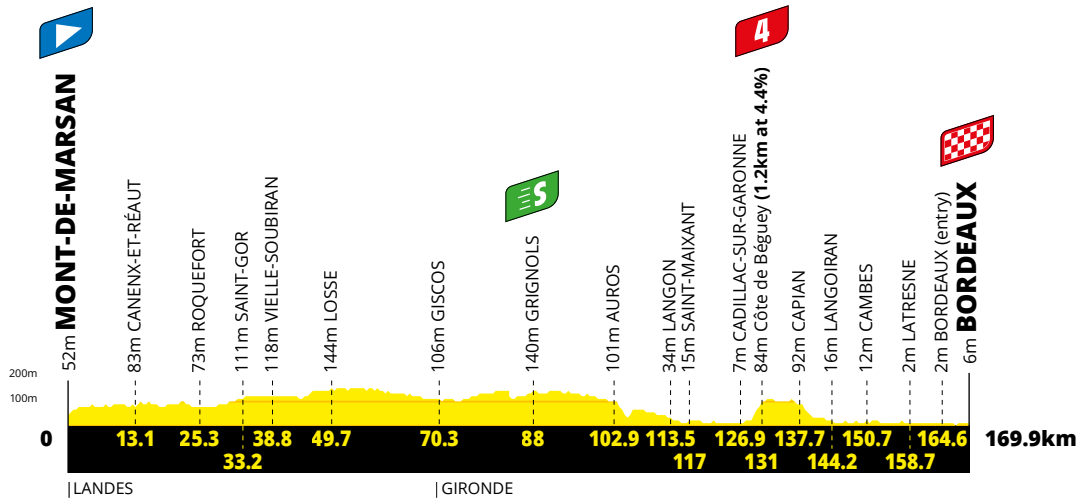 4
S
52m MONT-DE-MARSAN
83m CANENX-ET-RÉAUT
73m ROQUEFORT
111m SAINT-GOR
118m VIELLE-SOUBIRAN
144m LOSSE
106m GISCOS
140m GRIGNOLS
101m AUROS
34m LANGON
15m SAINT-MAIXANT
7m CADILLAC-SUR-GARONNE
84m Côte de Béguey (1.2km at 4.4%)
92m CAPIAN
16m LANGOIRAN
12m CAMBES
2m LATRESNE
2m BORDEAUX (entry)
6m BORDEAUX
200m
100m
0 13.1 25.3 38.8 49.7 70.3 88 102.9 113.5 126.9 137.7 150.7 164.6 169.9km
33.2 117 131 144.2 158.7
|LANDES |GIRONDE